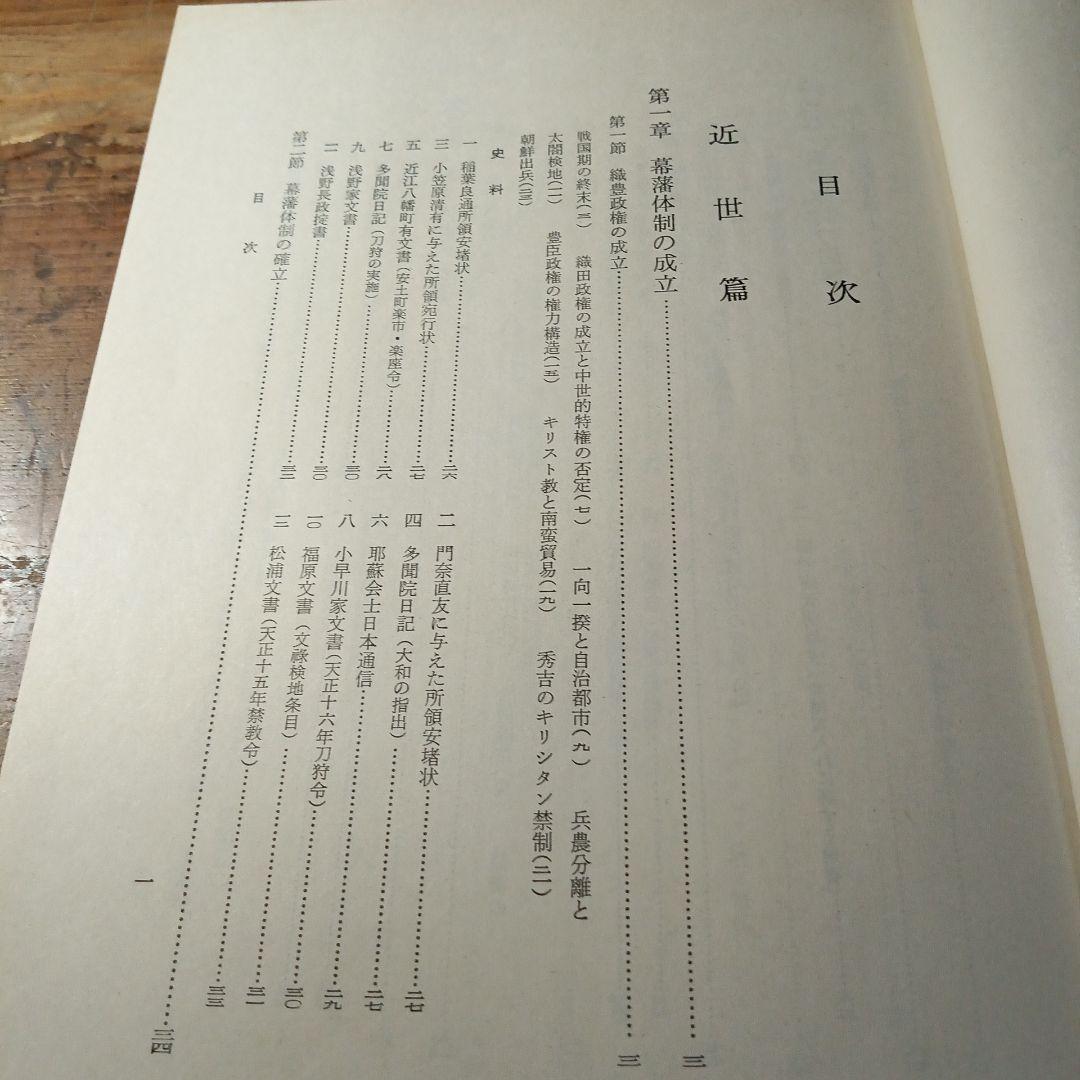 目次
近世篇
第一章 幕藩体制の成立……三
第一節 織豊政権の成立……三
戦国期の終末(三) 織田政権の成立と中世的特権の否定(七) 一向一揆と自治都市(九) 兵農分離と
太閤検地(一一) 豊臣政権の権力構造(一五) キリスト教と南蛮貿易(一九) 秀吉のキリシタン禁制(二一)
朝鮮出兵(二三)
史料
一 稲葉良通所領安堵状……二六
二 門奈直友に与えた所領安堵状……二七
三 小笠原清有に与えた所領宛行状……二七
四 多聞院日記(大和の指出)……二七
五 近江八幡町有文書(安土町楽市・楽座令)……二八
六 耶蘇会士日本通信……二九
七 多聞院日記(刀狩の実施)……三〇
八 小早川家文書(天正十六年刀狩令)……三〇
九 浅野家文書……三〇
一〇 福原文書(文祿検地条目)……三一
一一 浅野長政掟書……三二
一二 松浦文書(天正十五年禁教令)……三三
第二節 幕藩体制の確立……三四
目次
一